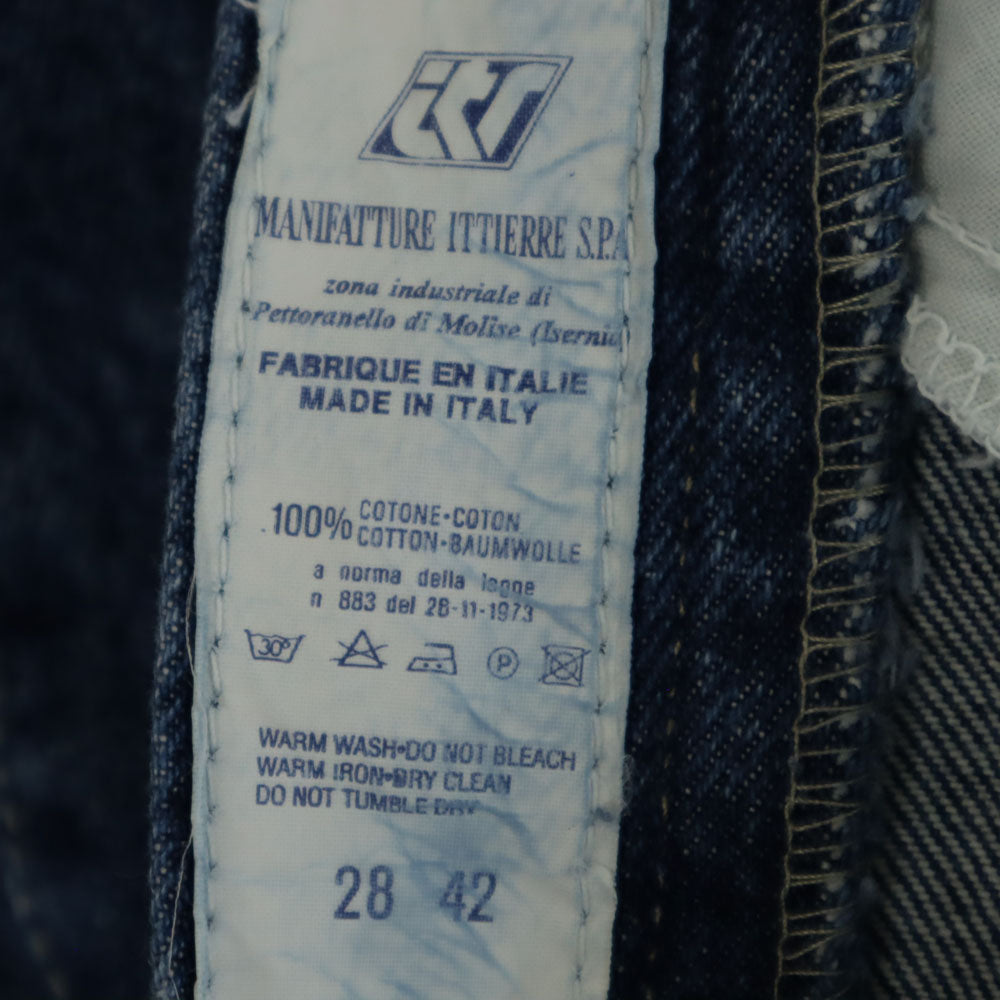 itr
MANIFATTURE ITTIERRE S.P.A
zona industriale di
Pettoranello di Molise (Isernia)
FABRIQUE EN ITALIE
MADE IN ITALY
100% COTONE-COTON
COTTON-BAUMWOLLE
a norma della legge
n 883 del 28-11-1973
30° P
WARM WASH•DO NOT BLEACH
WARM IRON•DRY CLEAN
DO NOT TUMBLE DRY
28 42